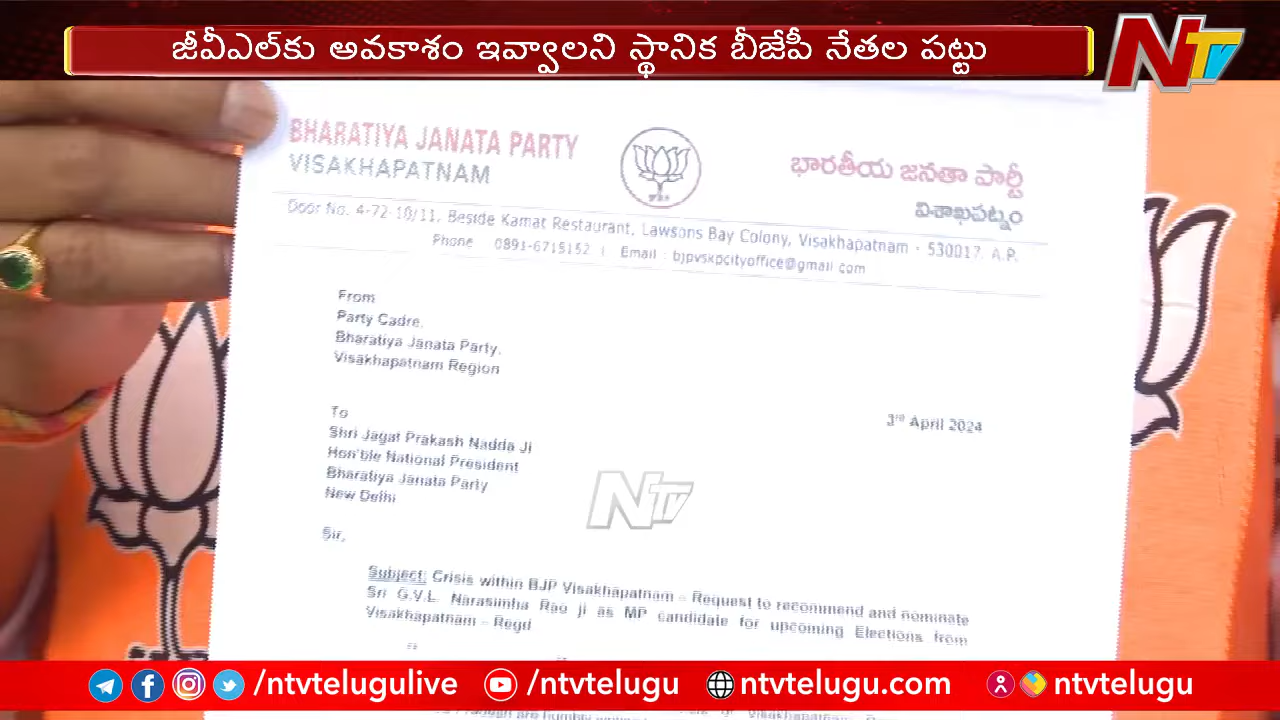 జీవీఎల్‌కు అవకాశం ఇవ్వాలని స్థానిక బీజేపీ నేతల పట్టు
NTV
BHARATIYA JANATA PARTY
VISAKHAPATNAM
భారతీయ జనతా పార్టీ
విశాఖపట్నం
Door No. 4-72-10/11, Beside Kamat Restaurant, Lawsons Bay Colony, Visakhapatnam - 530017. A.P.
Phone 0891-6715152 | Email : bjpvskpcityoffice@gmail.com
From
Party Cadre,
Bharatiya Janata Party,
Visakhapatnam Region
3rd April 2024
To
Shri Jagat Prakash Nadda Ji
Hon'ble National President
Bharatiya Janata Party
New Delhi
NTV
Sir,
Subject: Crisis within BJP Visakhapatnam – Request to recommend and nominate
Sri G.V.L. Narasimha Rao ji as MP candidate for upcoming Elections from
Visakhapatnam – Regd
/ntvtelugulive
/ntvtelugu
ntvtelugu.com
ntvtelugu